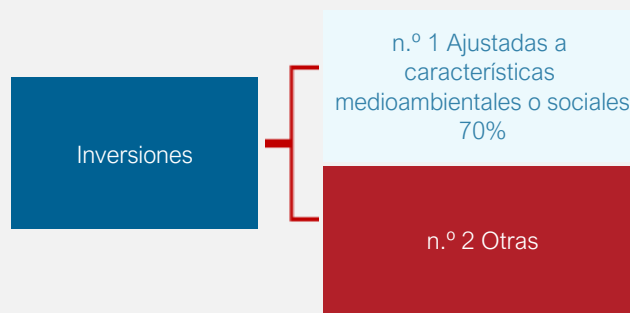 Inversiones
n.º 1 Ajustadas a
características
medioambientales o sociales
70%
n.º 2 Otras